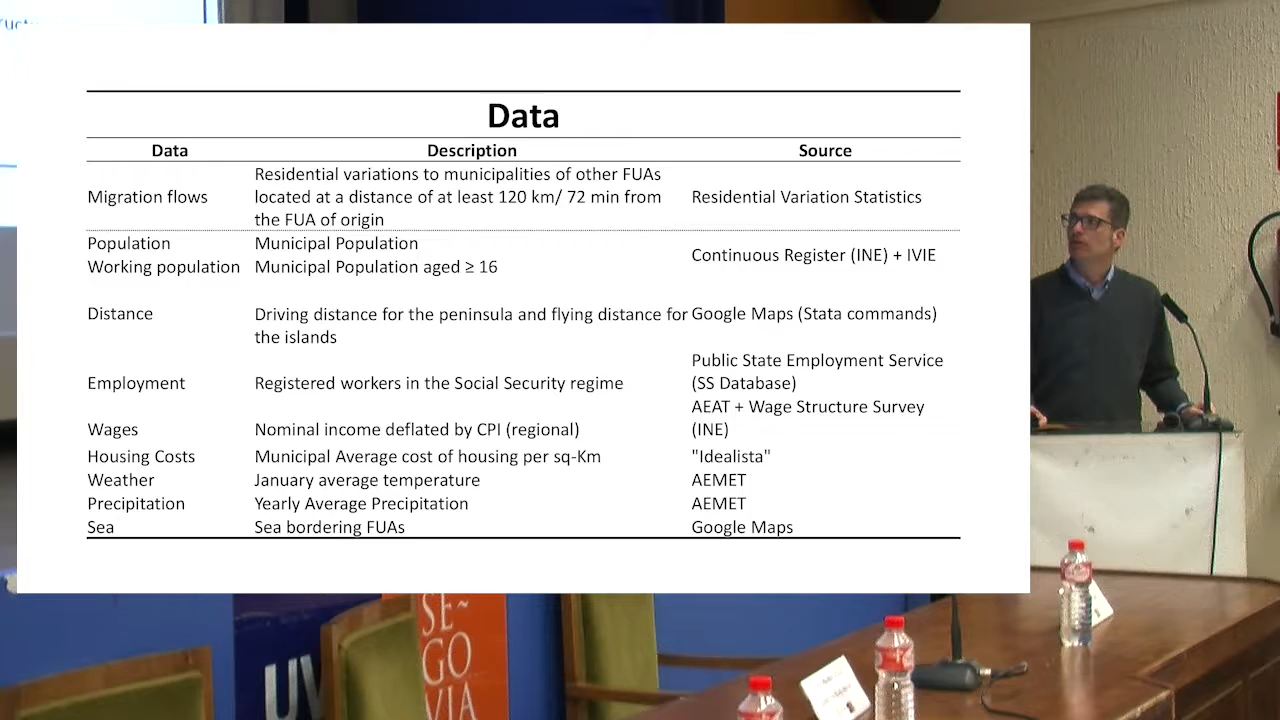 Data
Data Description Source
Migration flows
Residential variations to municipalities of other FUAs
located at a distance of at least 120 km/ 72 min from
the FUA of origin
Residential Variation Statistics
Population Municipal Population
Working population Municipal Population aged ≥ 16
Continuous Register (INE) + IVIE
Distance
Driving distance for the peninsula and flying distance for
the islands
Google Maps (Stata commands)
Employment Registered workers in the Social Security regime
Public State Employment Service
(SS Database)
Wages Nominal income deflated by CPI (regional)
AEAT + Wage Structure Survey
(INE)
Housing Costs Municipal Average cost of housing per sq-Km "Idealista"
Weather January average temperature AEMET
Precipitation Yearly Average Precipitation AEMET
Sea Sea bordering FUAs Google Maps
SE~
GO
VIA